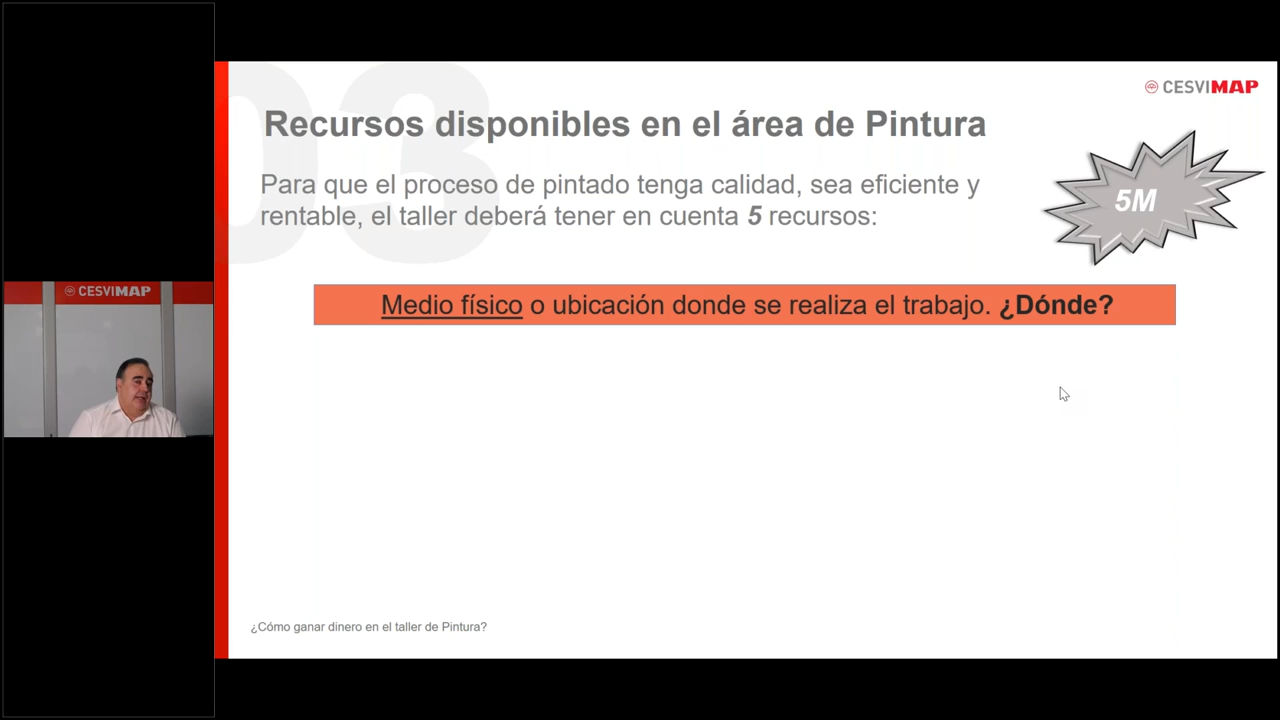 CESVIMAP
03
Recursos disponibles en el área de Pintura
Para que el proceso de pintado tenga calidad, sea eficiente y
rentable, el taller deberá tener en cuenta 5 recursos:
5M
Medio físico o ubicación donde se realiza el trabajo. ¿Dónde?
CESVIMAP
¿Cómo ganar dinero en el taller de Pintura?